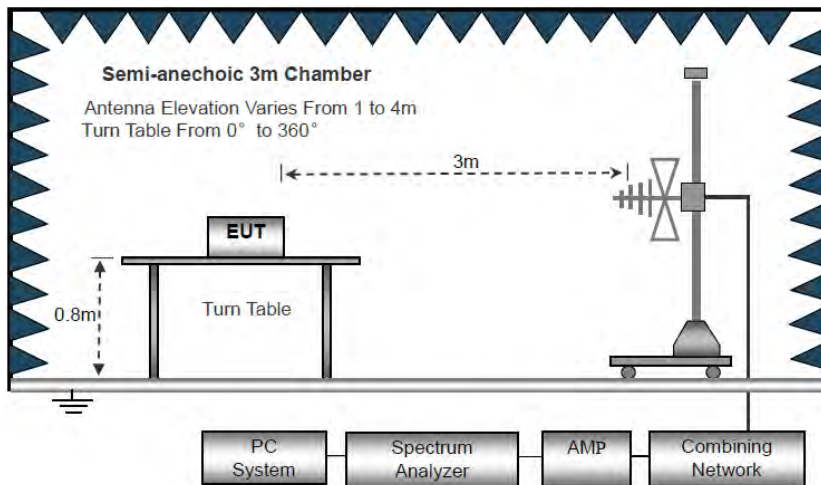 Semi-anechoic 3m Chamber
Antenna Elevation Varies From 1 to 4m
Turn Table From 0° to 360°
3m
EUT
0.8m
Turn Table
PC
System
Spectrum
Analyzer
AMP
Combining
Network